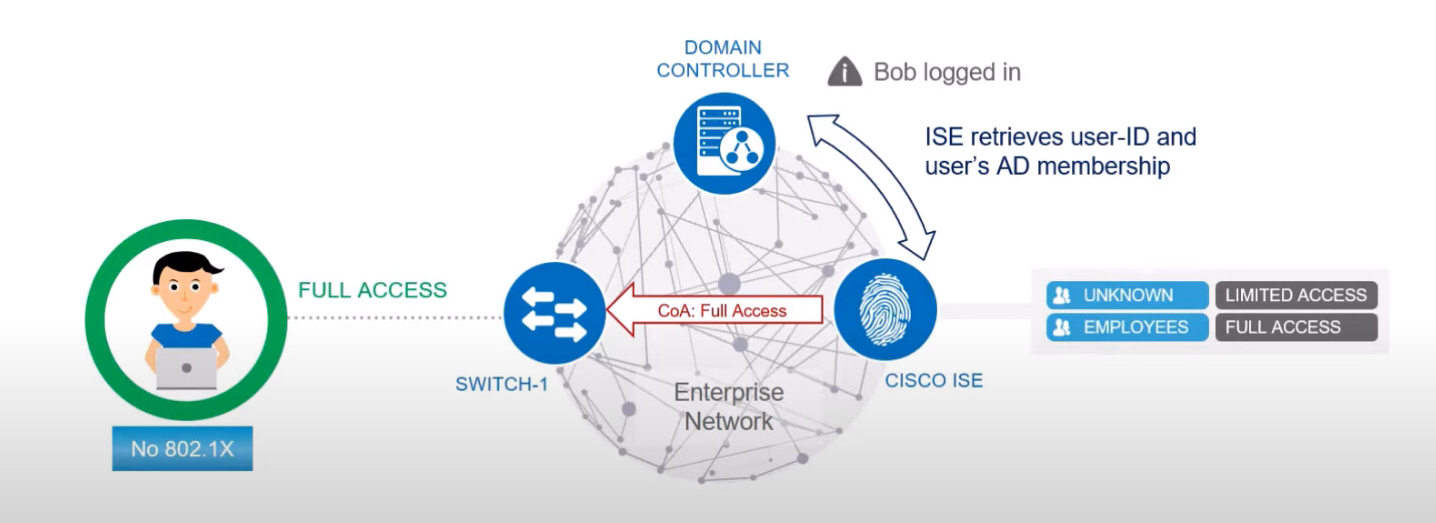 DOMAIN
CONTROLLER
Bob logged in
ISE retrieves user-ID and
user's AD membership
FULL ACCESS
CoA: Full Access
UNKNOWN
LIMITED ACCESS
EMPLOYEES
FULL ACCESS
SWITCH-1
CISCO ISE
Enterprise
Network
No 802.1X